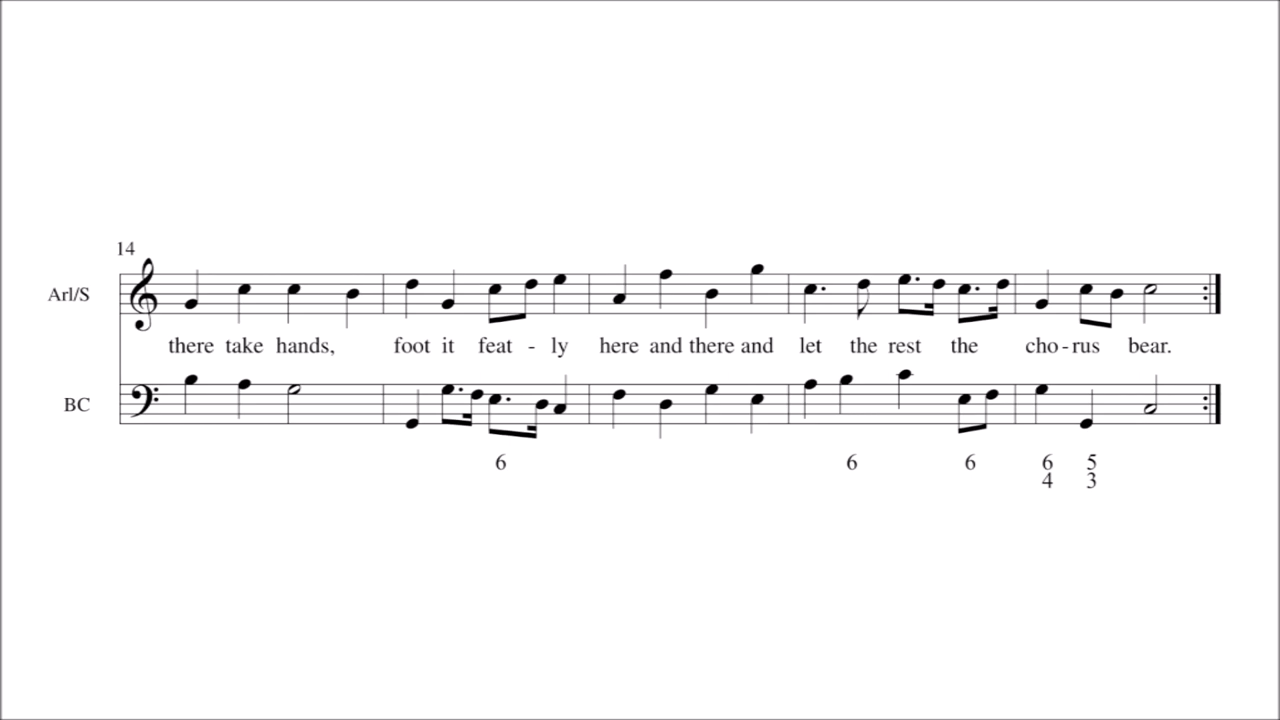 14
Arl/S
there take hands, foot it feat - ly here and there and let the rest the cho - rus bear.
BC
6 6 6 6 5
4 3